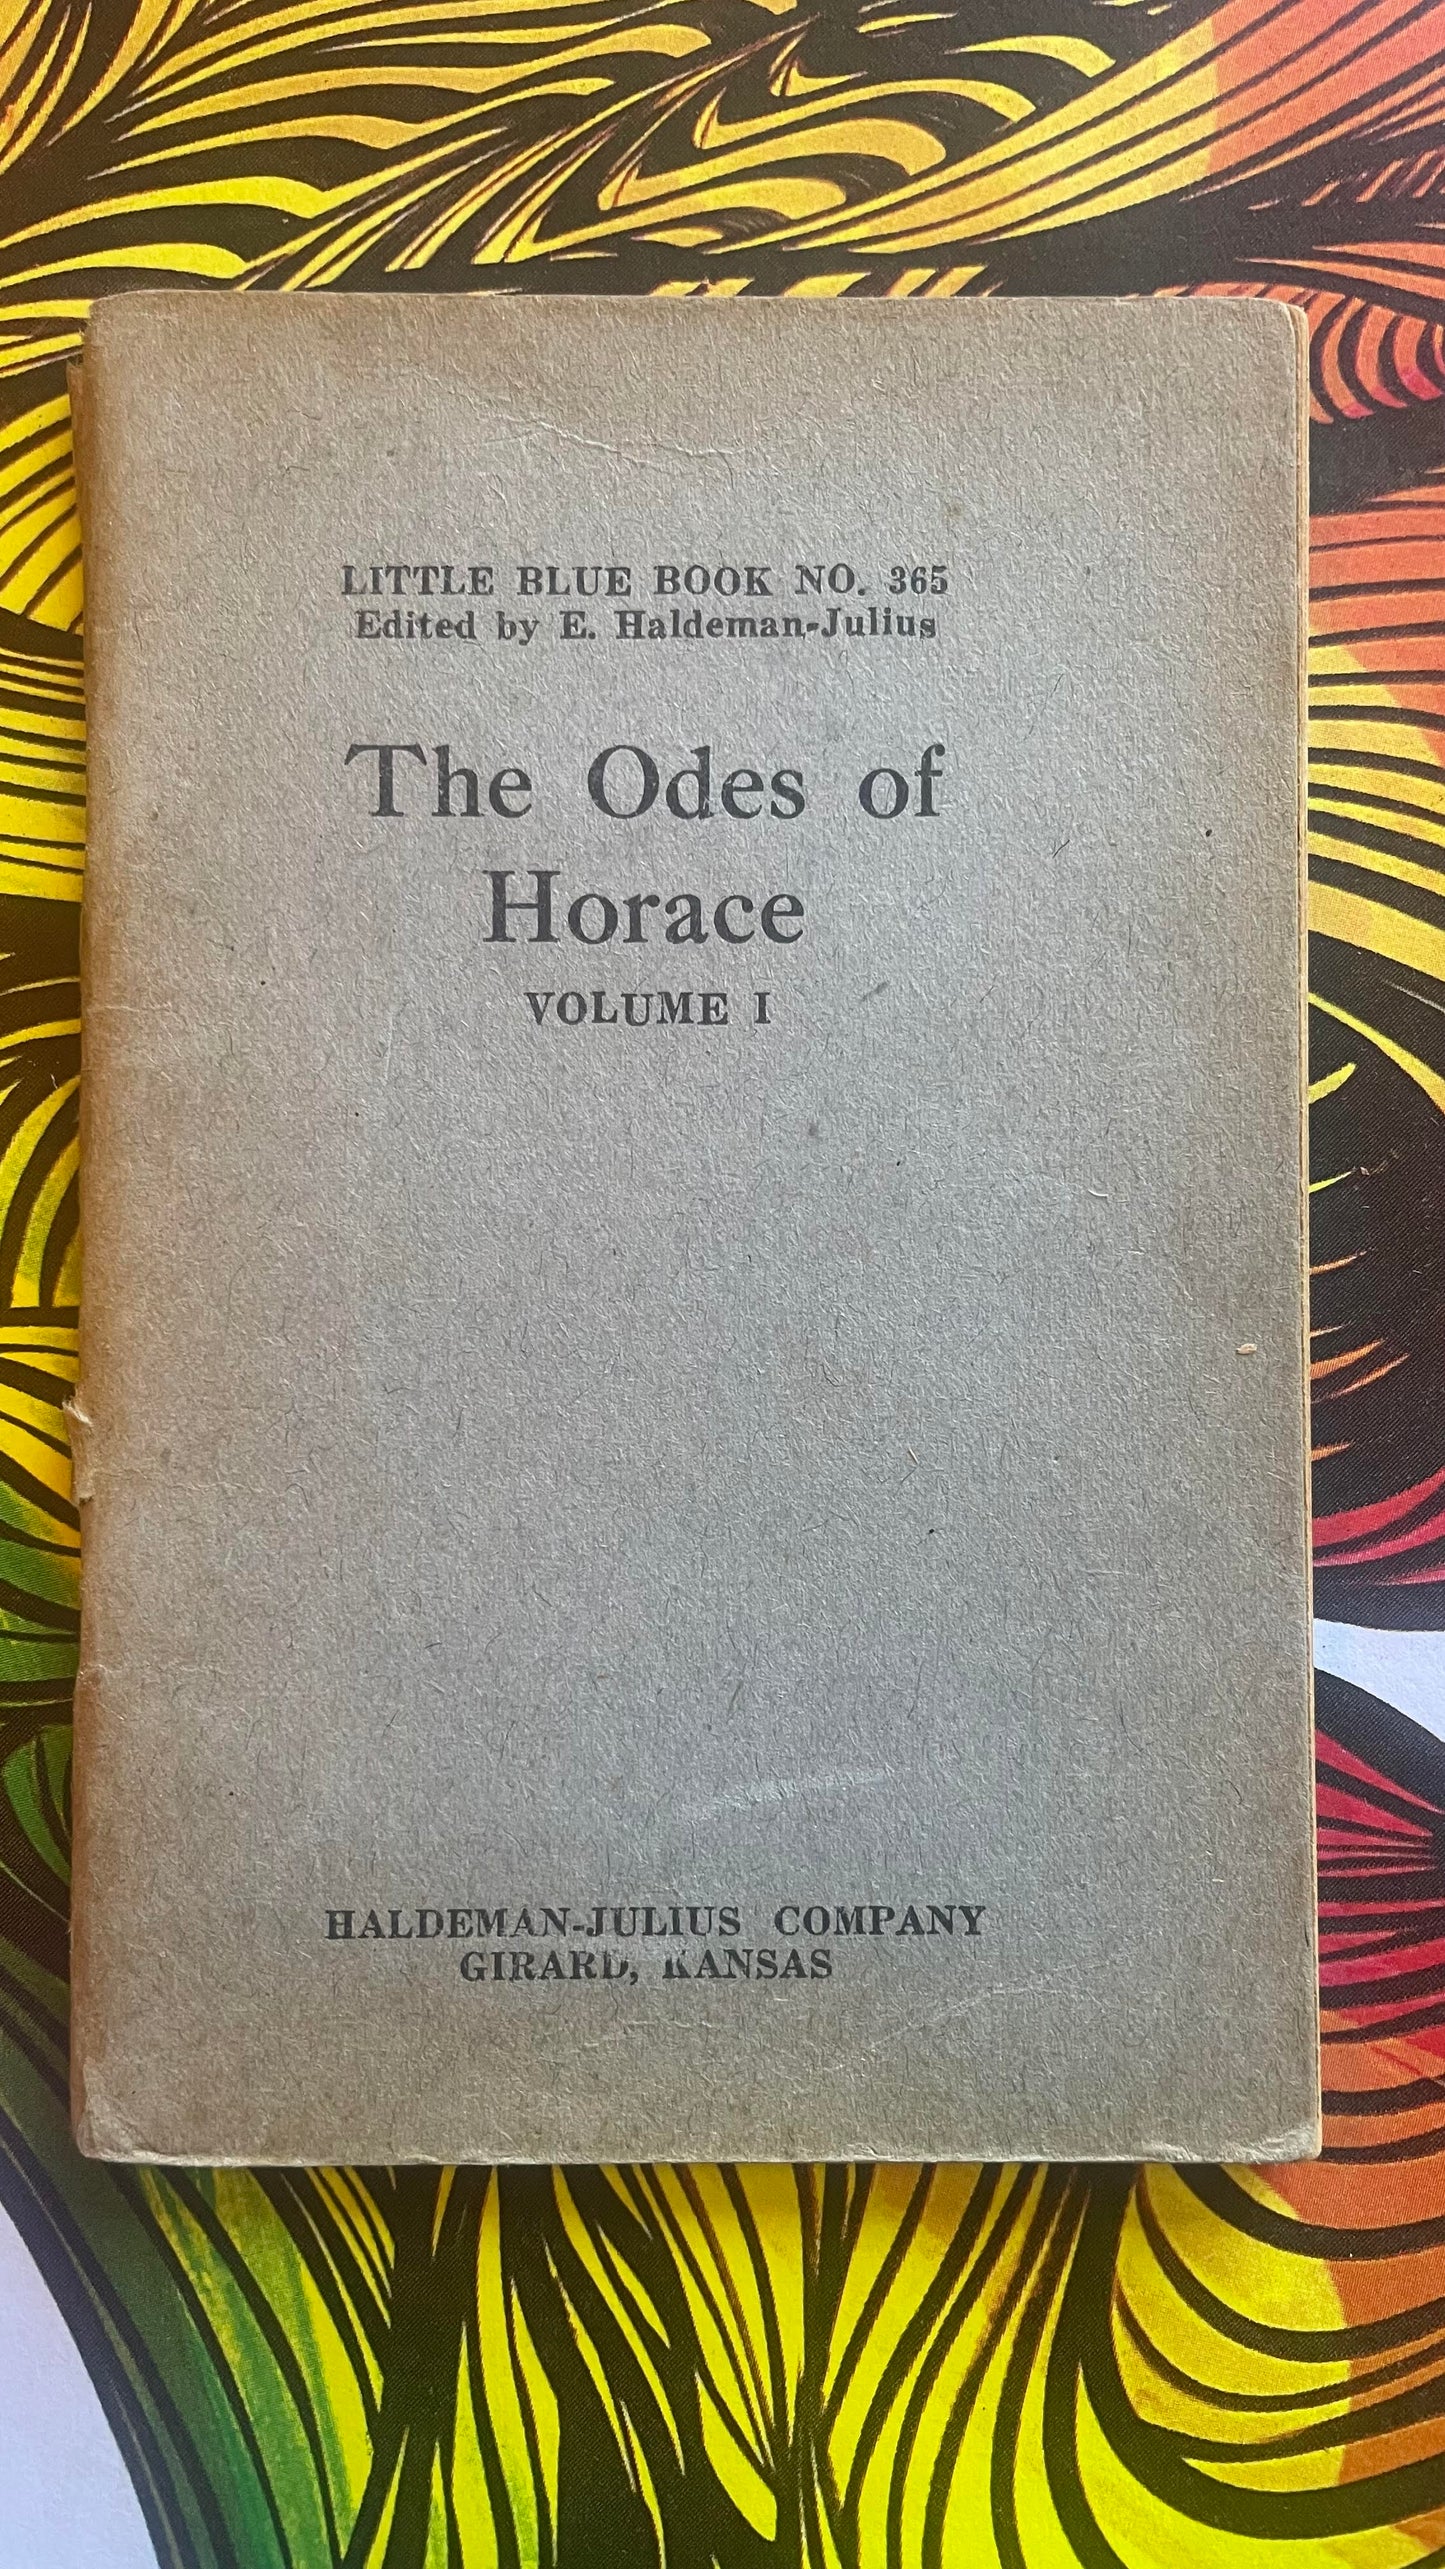 LITTLE BLUE BOOK NO. 365
Edited by E. Haldeman-Julius
The Odes of
Horace
VOLUME I
HALDEMAN-JULIUS COMPANY
GIRARD, KANSAS